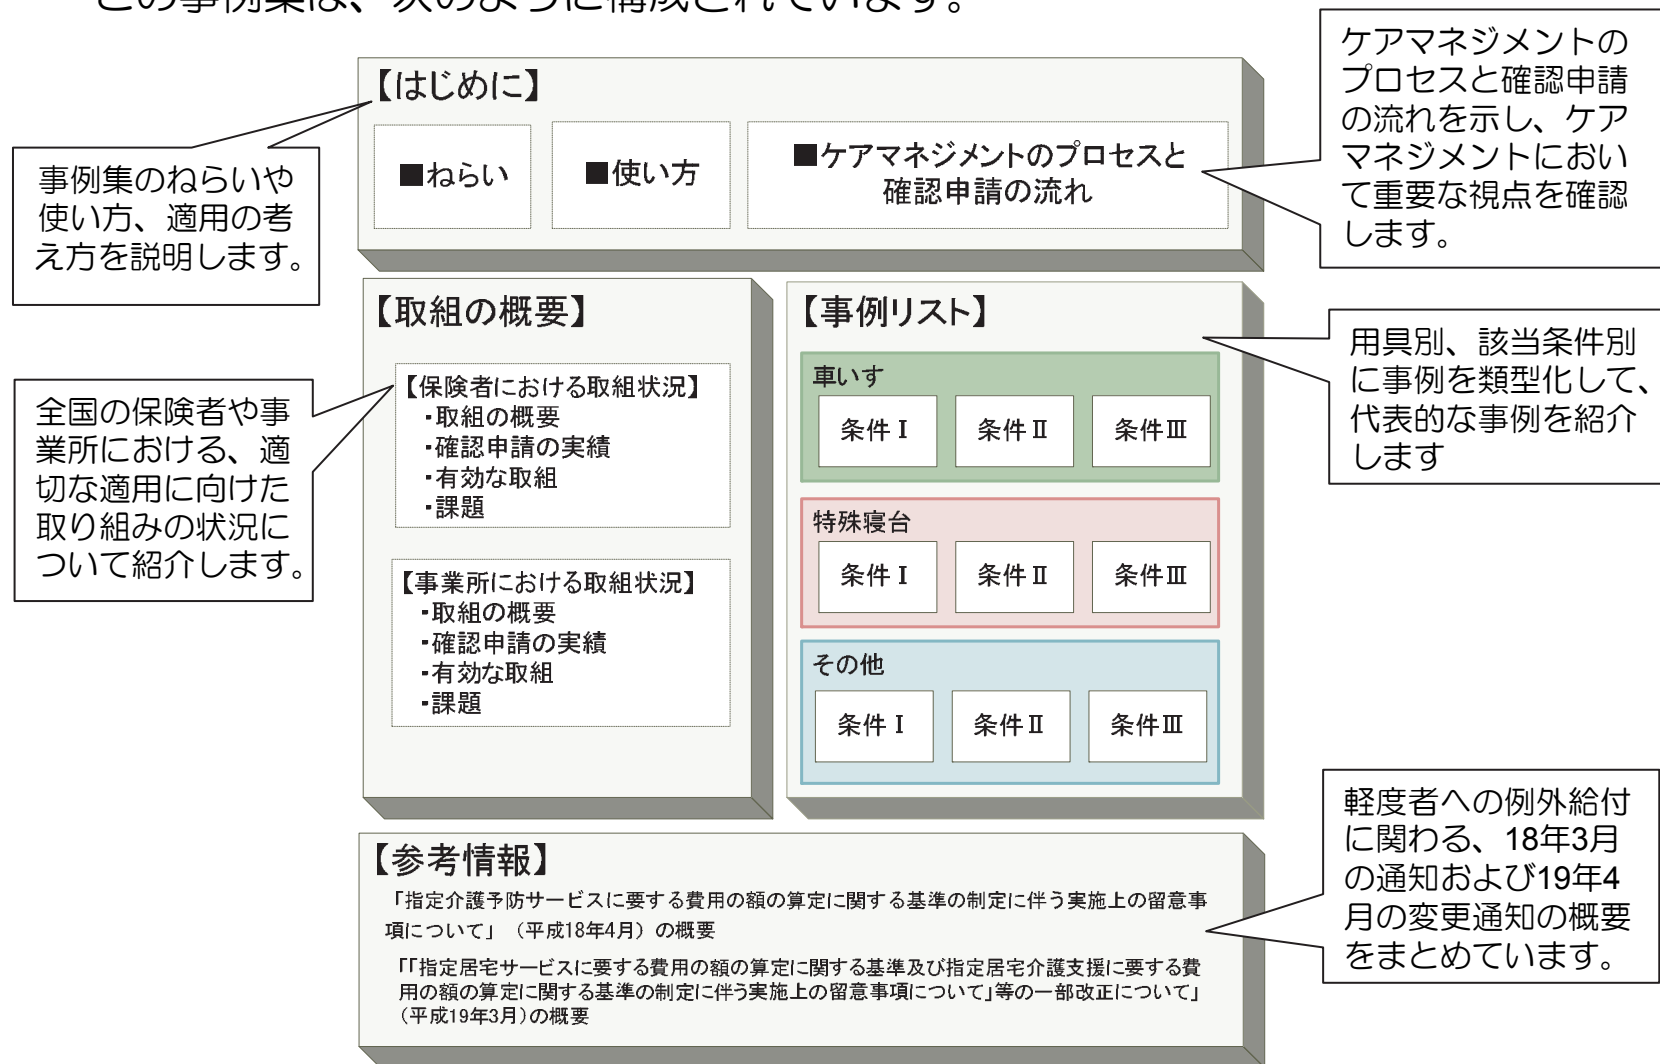 この事例集は、次のように構成されています。
【はじめに】
■ねらい
■使い方
■ケアマネジメントのプロセスと
確認申請の流れ
ケアマネジメントの
プロセスと確認申請
の流れを示し、ケア
マネジメントにおい
て重要な視点を確認
します。
事例集のねらいや
使い方、適用の考
え方を説明します。
【取組の概要】
【保険者における取組状況】
・取組の概要
・確認申請の実績
・有効な取組
・課題
【事業所における取組状況】
・取組の概要
・確認申請の実績
・有効な取組
・課題
全国の保険者や事
業所における、適
切な適用に向けた
取り組みの状況に
ついて紹介します。
【事例リスト】
車いす
条件Ⅰ 条件Ⅱ 条件Ⅲ
特殊寝台
条件Ⅰ 条件Ⅱ 条件Ⅲ
その他
条件Ⅰ 条件Ⅱ 条件Ⅲ
用具別、該当条件別
に事例を類型化して、
代表的な事例を紹介
します
【参考情報】
「指定介護予防サービスに要する費用の額の算定に関する基準の制定に伴う実施上の留意事
項について」（平成18年4月）の概要
「「指定居宅サービスに要する費用の額の算定に関する基準及び指定居宅介護支援に要する費
用の額の算定に関する基準の制定に伴う実施上の留意事項について」等の一部改正について」
（平成19年3月）の概要
軽度者への例外給付
に関わる、18年3月
の通知および19年4
月の変更通知の概要
をまとめています。